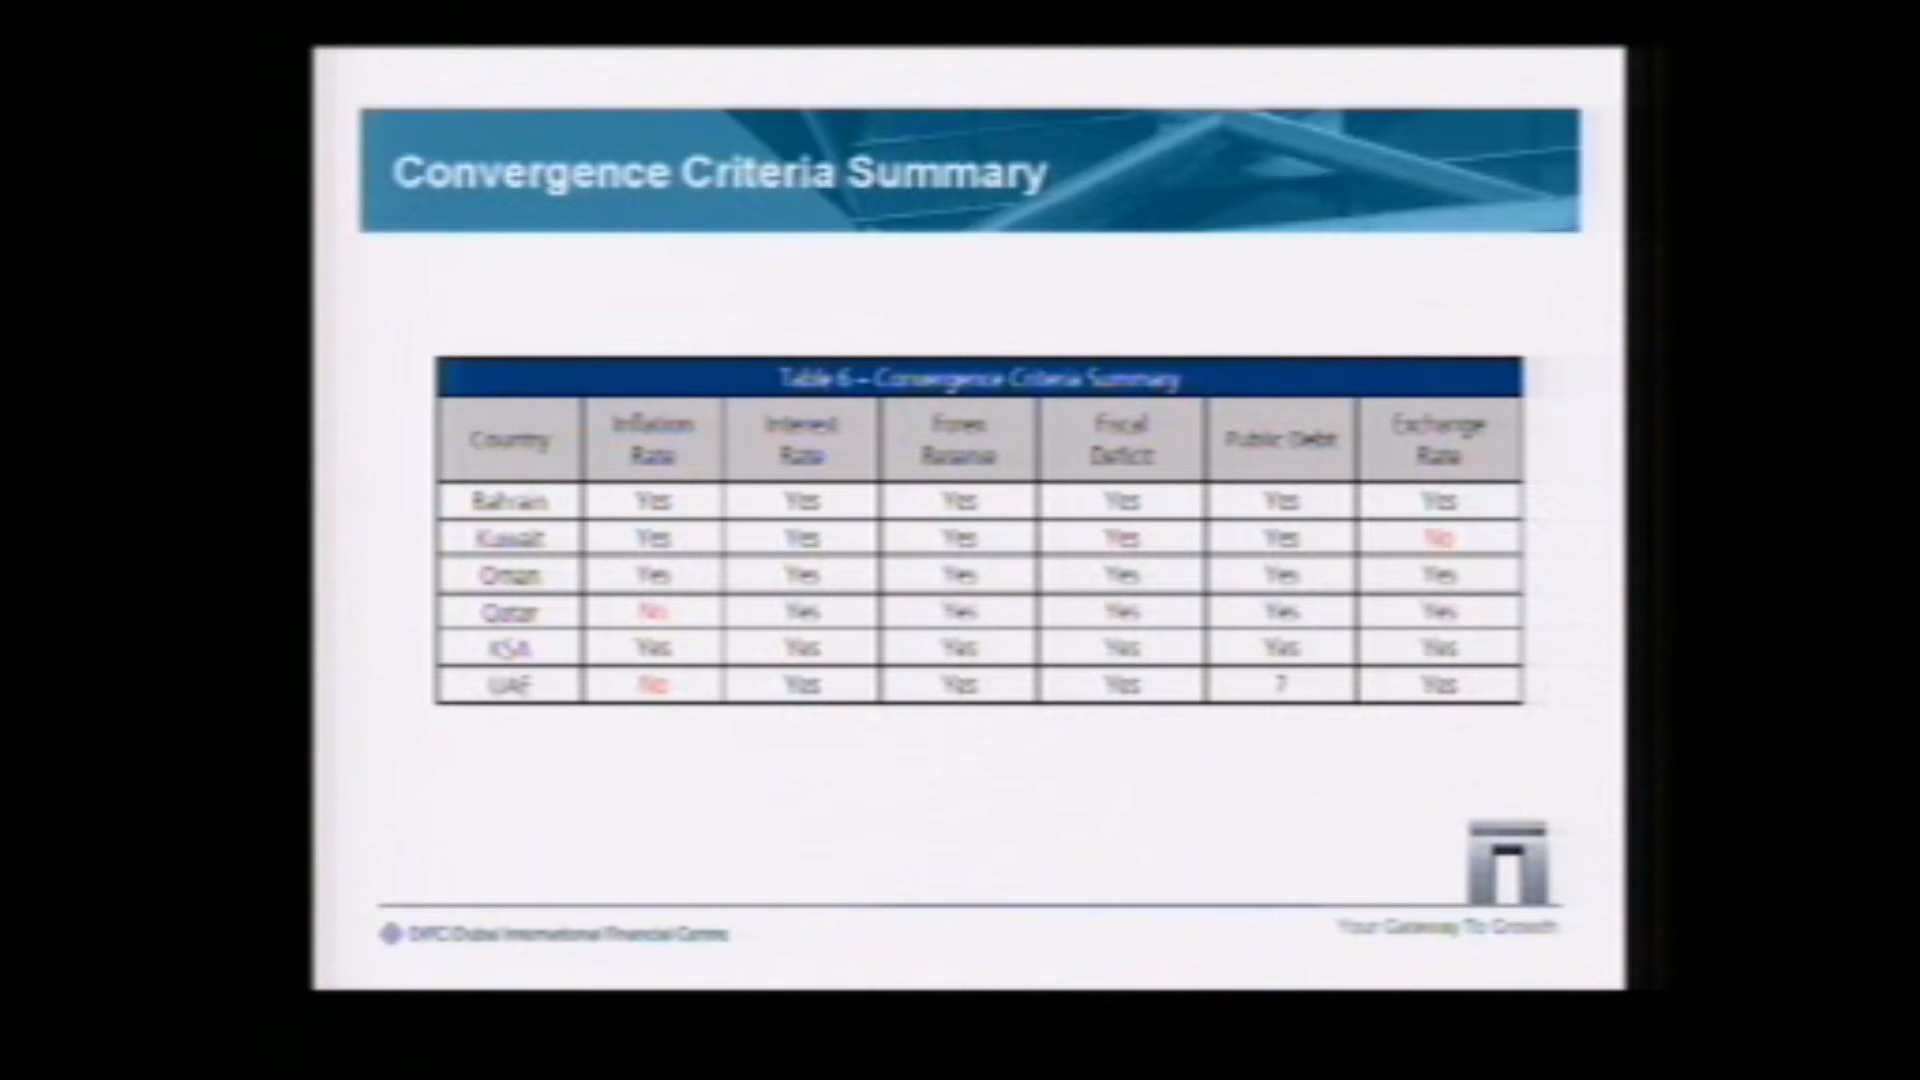 Convergence Criteria Summary
Table 6 – Convergence Criteria Summary
Country Inflation Rate Interest Rate Forex Reserve Fiscal Deficit Public Debt Exchange Rate
Bahrain Yes Yes Yes Yes Yes Yes
Kuwait Yes Yes Yes Yes Yes No
Oman Yes Yes Yes Yes Yes Yes
Qatar No Yes Yes Yes Yes Yes
KSA Yes Yes Yes Yes Yes Yes
UAE No Yes Yes Yes ? Yes
DIFC Dubai International Financial Centre
Your Gateway To Growth